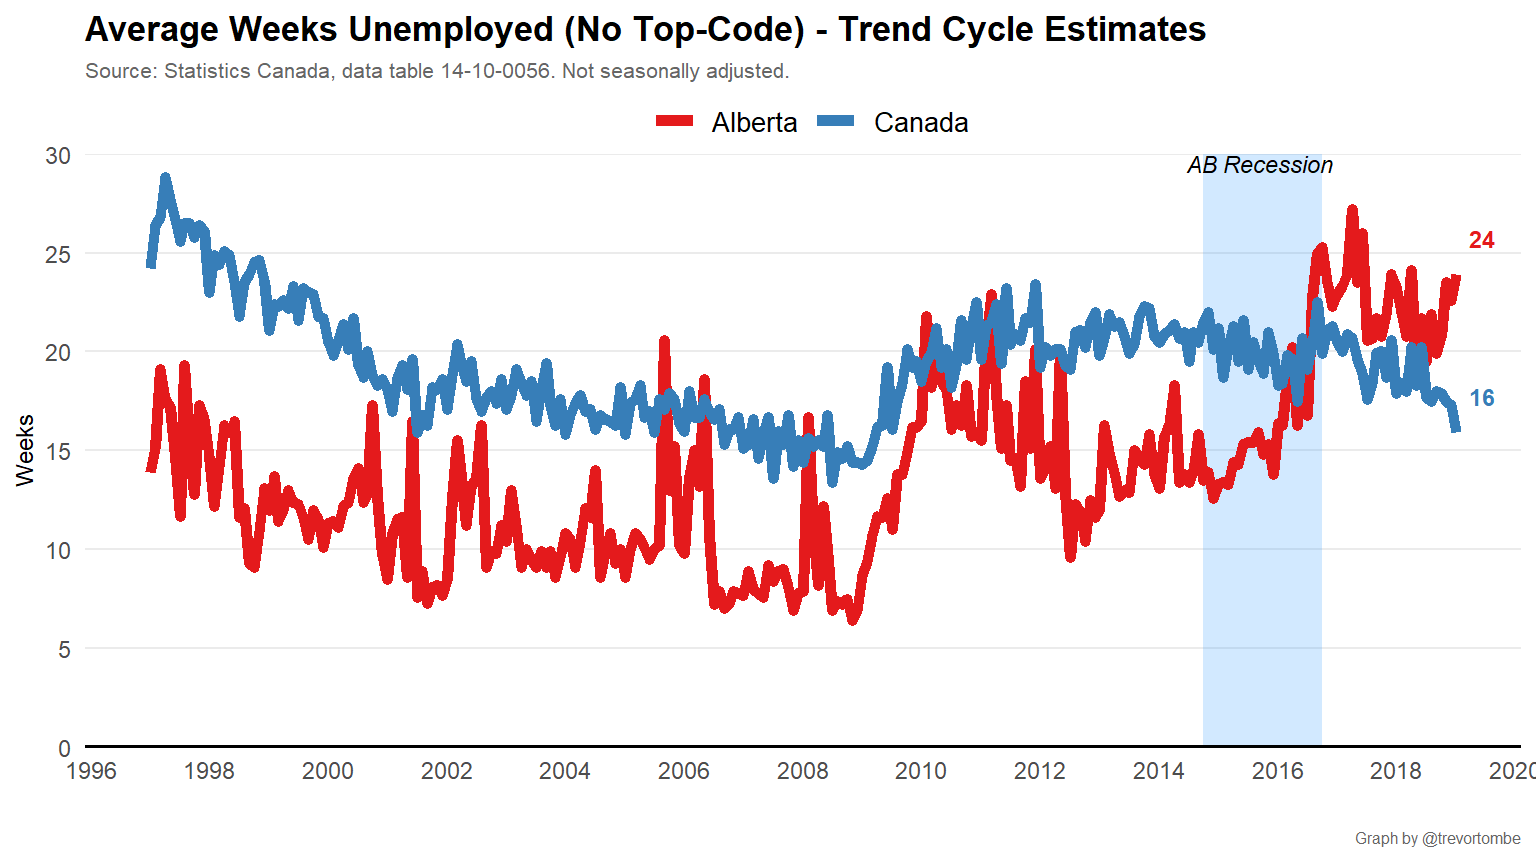 Average Weeks Unemployed (No Top-Code) - Trend Cycle Estimates
Source: Statistics Canada, data table 14-10-0056. Not seasonally adjusted.
Alberta Canada
AB Recession
30
25
20
15
10
5
0
Weeks
24
16
1996 1998 2000 2002 2004 2006 2008 2010 2012 2014 2016 2018 2020
Graph by @trevortombe